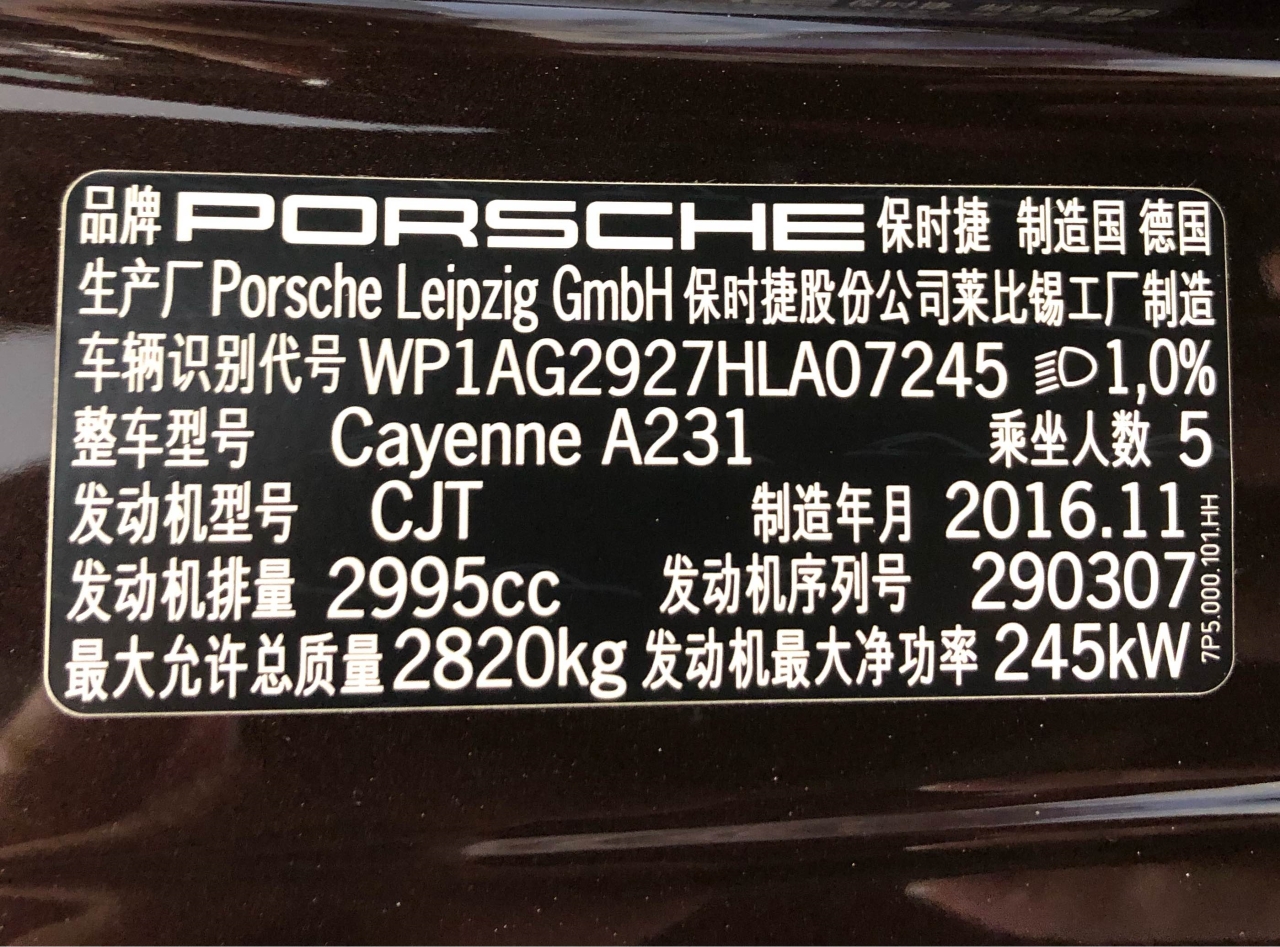 品牌 PORSCHE 保时捷 制造国 德国
生产厂 Porsche Leipzig GmbH 保时捷股份公司莱比锡工厂制造
车辆识别代号 WP1AG2927HLA07245 1,0%
整车型号 Cayenne A231 乘坐人数 5
发动机型号 CJT 制造年月 2016.11
发动机排量 2995cc 发动机序列号 290307
最大允许总质量 2820kg 发动机最大净功率 245kW
7P5.000.101.HH